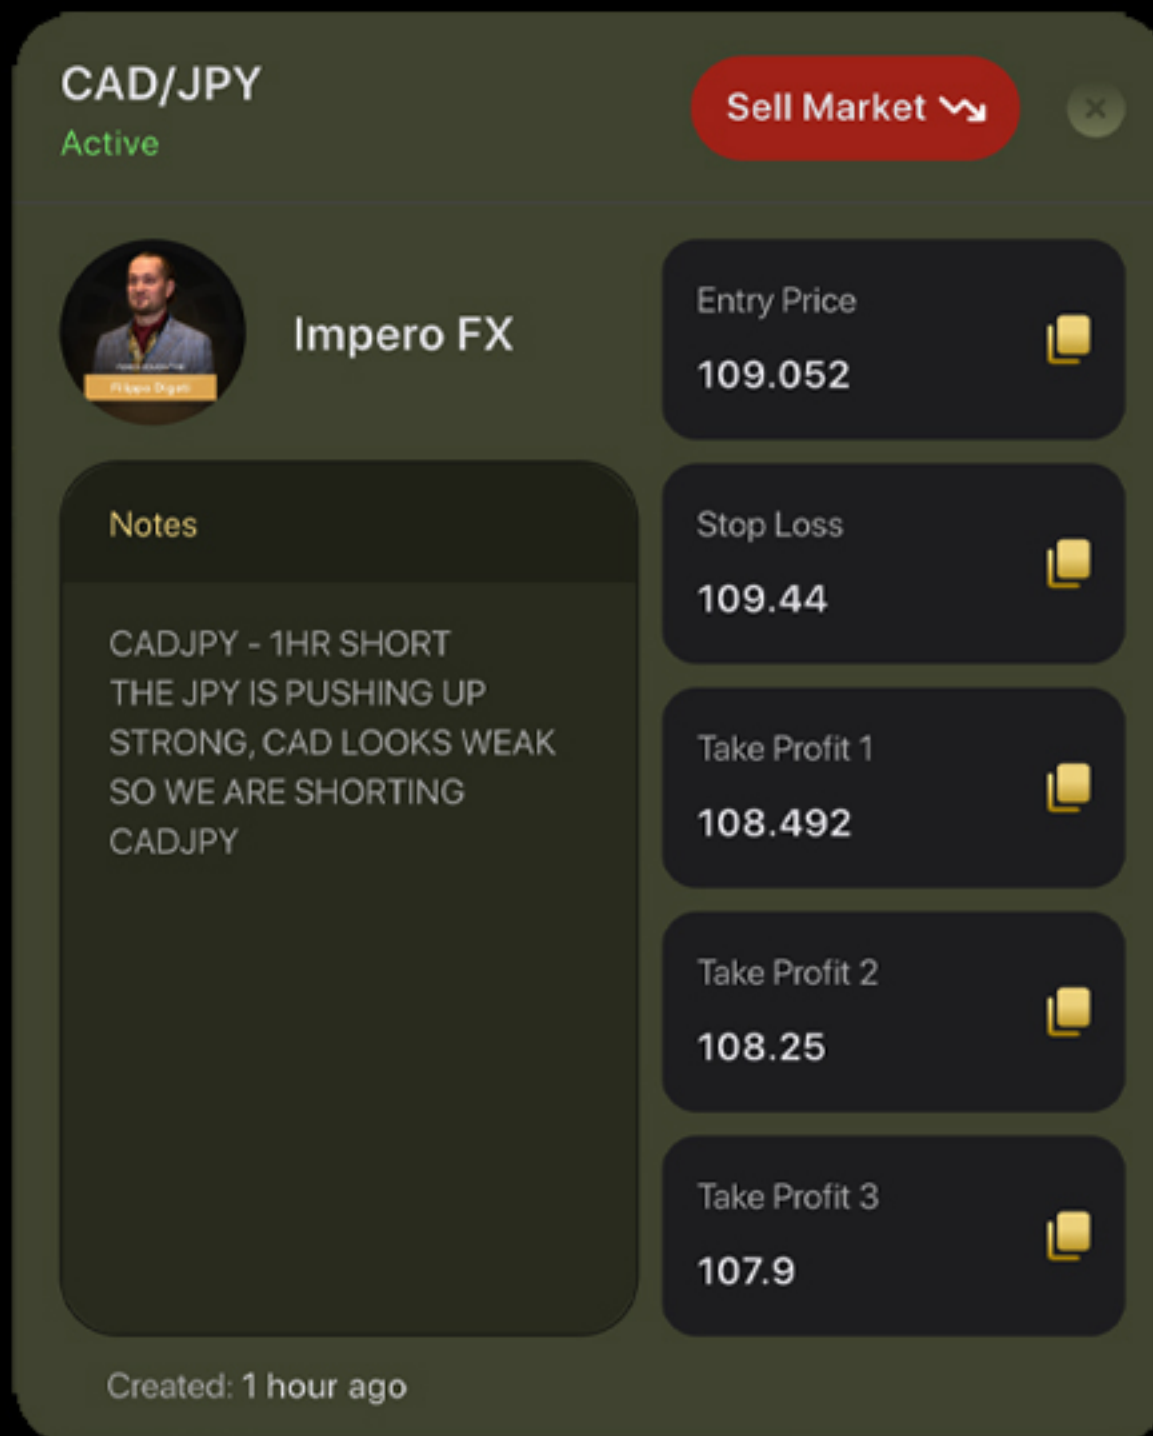 CAD/JPY
Active
Sell Market
Impero FX
Filippo Digati
Notes
CADJPY - 1HR SHORT
THE JPY IS PUSHING UP
STRONG, CAD LOOKS WEAK
SO WE ARE SHORTING
CADJPY
Entry Price
109.052
Stop Loss
109.44
Take Profit 1
108.492
Take Profit 2
108.25
Take Profit 3
107.9
Created: 1 hour ago